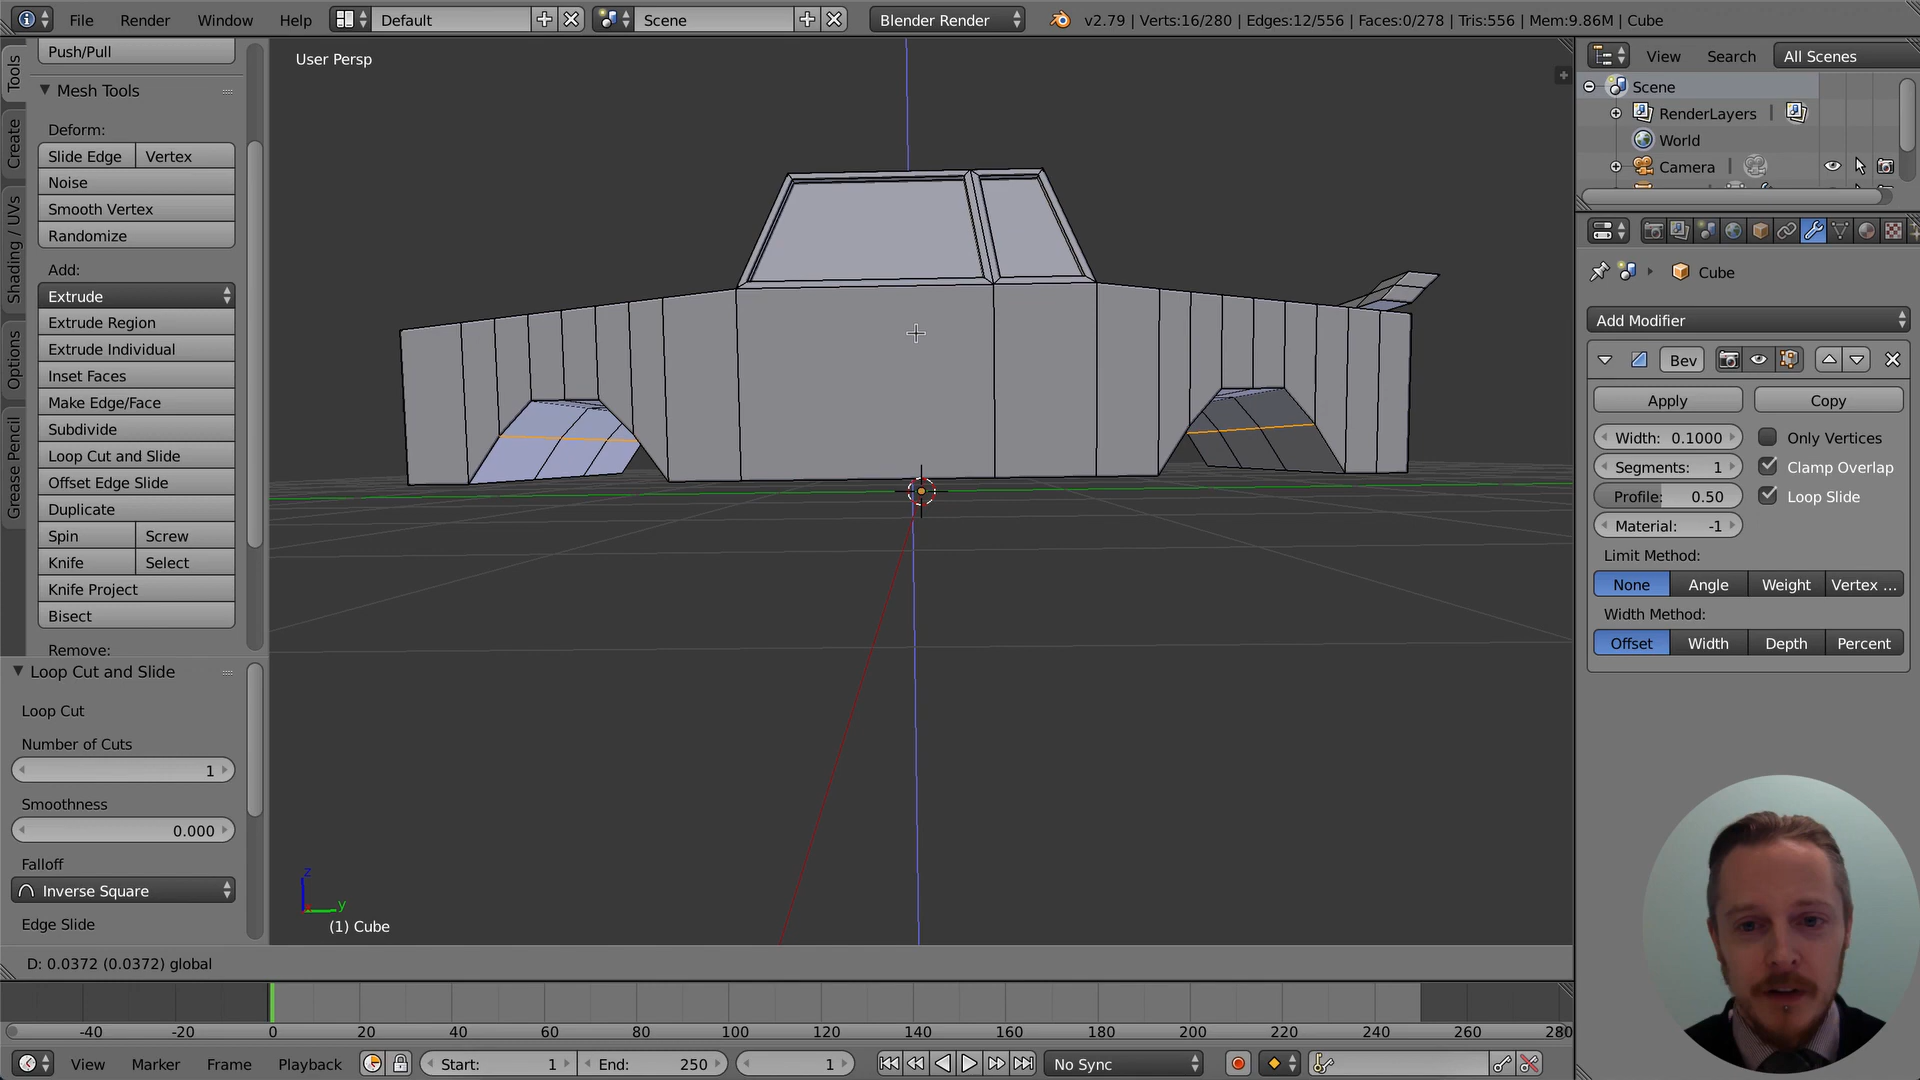 File Render Window Help Default Scene Blender Render v2.79 | Verts:16/280 | Edges:12/556 | Faces:0/278 | Tris:556 | Mem:9.86M | Cube
Tools
Create
Shading / UVs
Options
Grease Pencil
Push/Pull
Mesh Tools
Deform:
Slide Edge Vertex
Noise
Smooth Vertex
Randomize
Add:
Extrude
Extrude Region
Extrude Individual
Inset Faces
Make Edge/Face
Subdivide
Loop Cut and Slide
Offset Edge Slide
Duplicate
Spin Screw
Knife Select
Knife Project
Bisect
Remove:
Loop Cut and Slide
Loop Cut
Number of Cuts
1
Smoothness
0.000
Falloff
Inverse Square
Edge Slide
User Persp
z
y
(1) Cube
D: 0.0372 (0.0372) global
View Search All Scenes
Scene
RenderLayers
World
Camera
Cube
Add Modifier
Bev
Apply Copy
Width: 0.1000 Only Vertices
Segments: 1 Clamp Overlap
Profile: 0.50 Loop Slide
Material: -1
Limit Method:
None Angle Weight Vertex ...
Width Method:
Offset Width Depth Percent
-40 -20 0 20 40 60 80 100 120 140 160 180 200 220 240 260 280
View Marker Frame Playback Start: 1 End: 250 1 No Sync